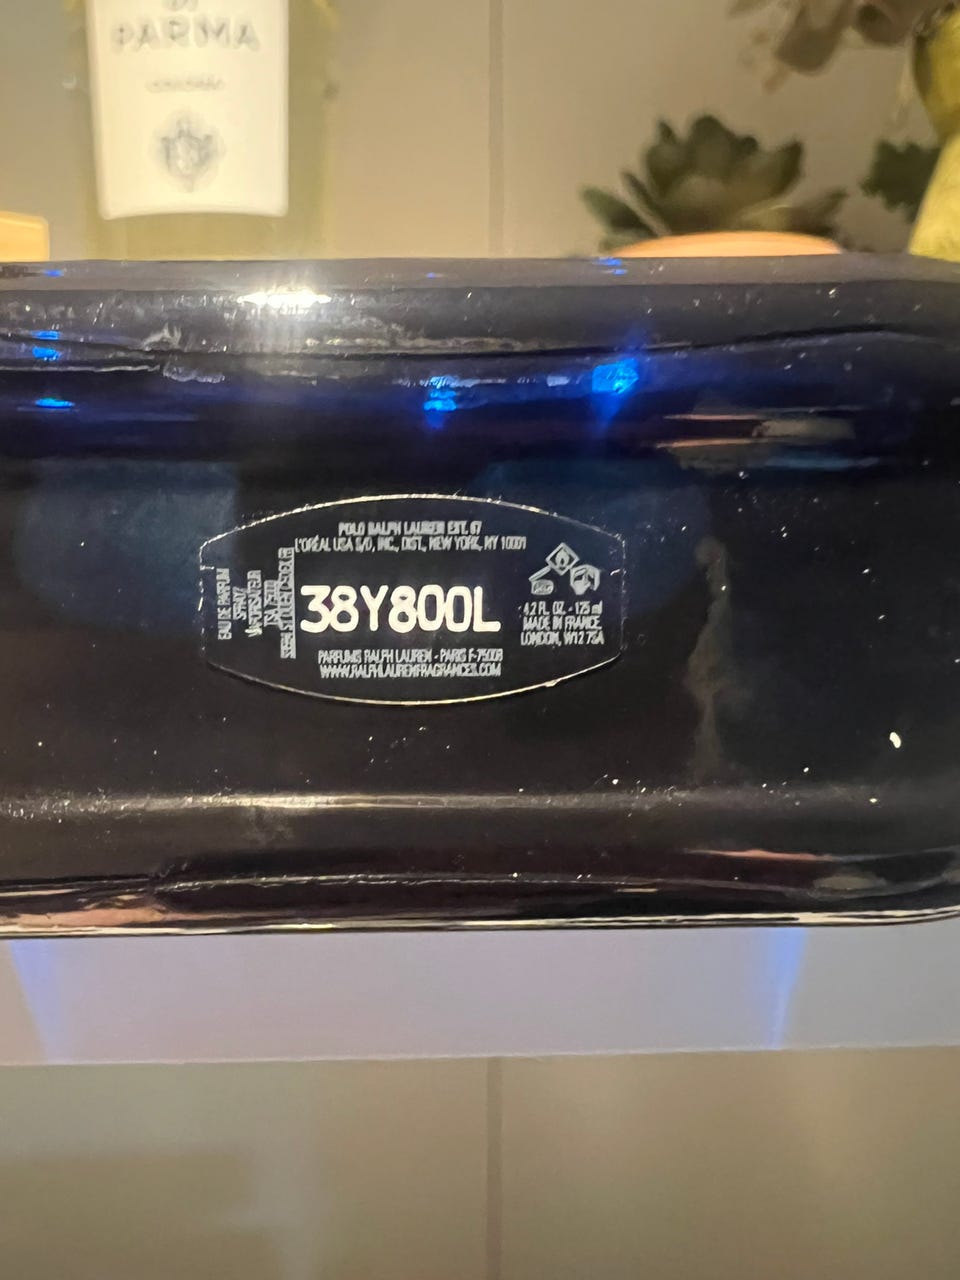 PARMA
COLONIA
POLO RALPH LAUREN EST. 67
L'ORÉAL USA S/D, INC., DIST., NEW YORK, NY 10001
EAU DE PARFUM
SPRAY/
VAPORISATEUR
38Y800L
4.2 FL. OZ. - 125 ml
MADE IN FRANCE,
LONDON, W12 7SA
PARFUMS RALPH LAUREN - PARIS F-75008
WWW.RALPHLAURENFRAGRANCES.COM